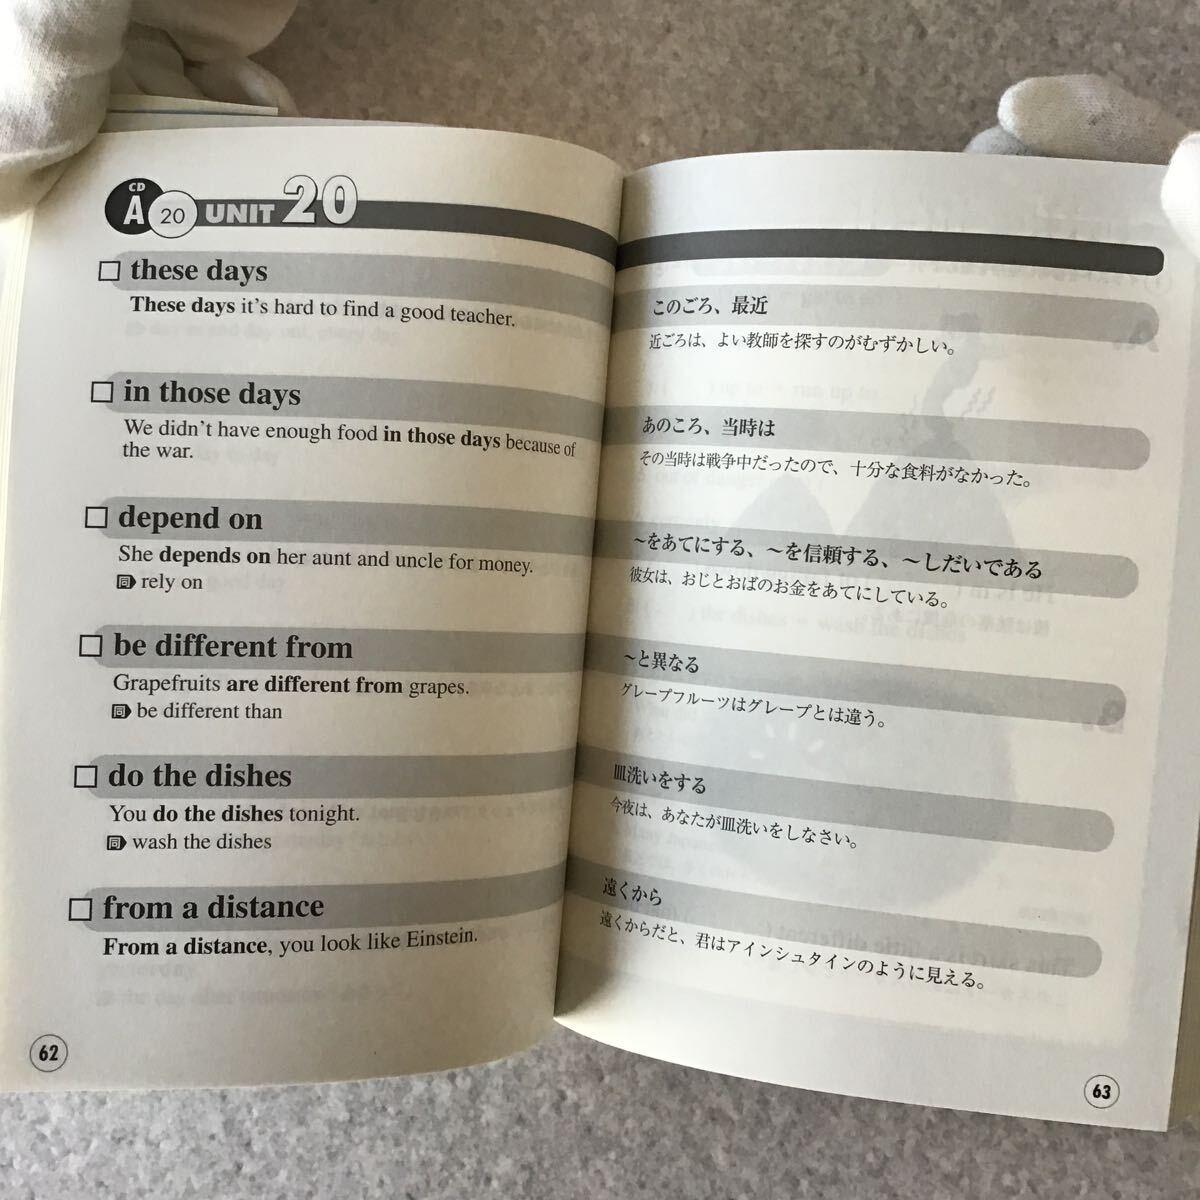 CD
A 20 UNIT 20
these days
These days it's hard to find a good teacher.
in those days
We didn't have enough food in those days because of
the war.
depend on
She depends on her aunt and uncle for money.
同 rely on
be different from
Grapefruits are different from grapes.
同 be different than
do the dishes
You do the dishes tonight.
同 wash the dishes
from a distance
From a distance, you look like Einstein.
62
このごろ、最近
近ごろは、よい教師を探すのがむずかしい。
あのころ、当時は
その当時は戦争中だったので、十分な食料がなかった。
〜をあてにする、〜を信頼する、〜しだいである
彼女は、おじとおばのお金をあてにしている。
〜と異なる
グレープフルーツはグレープとは違う。
皿洗いをする
今夜は、あなたが皿洗いをしなさい。
遠くから
遠くからだと、君はアインシュタインのように見える。
63